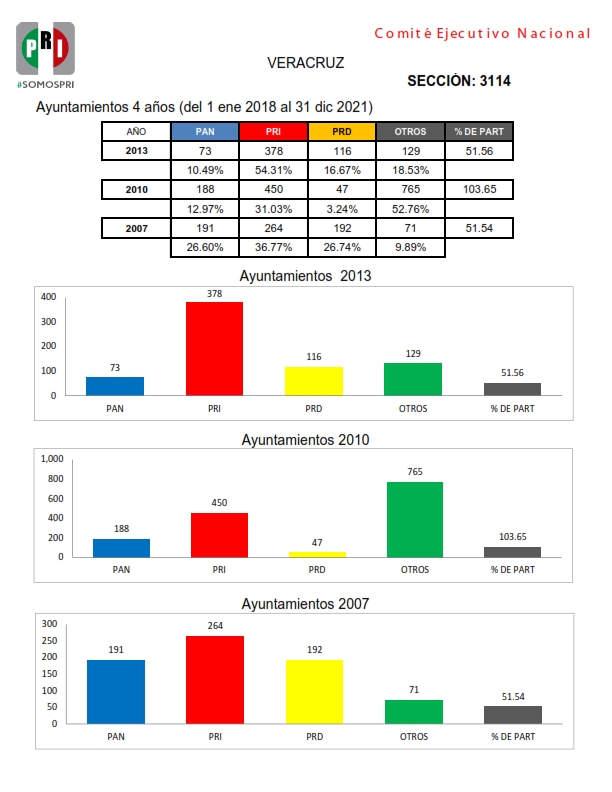 Comité Ejecutivo Nacional
PRI
#SOMOSPRI
VERACRUZ
SECCIÓN: 3114
Ayuntamientos 4 años (del 1 ene 2018 al 31 dic 2021)
AÑO PAN PRI PRD OTROS % DE PART
2013 73 378 116 129 51.56
10.49% 54.31% 16.67% 18.53%
2010 188 450 47 765 103.65
12.97% 31.03% 3.24% 52.76%
2007 191 264 192 71 51.54
26.60% 36.77% 26.74% 9.89%
Ayuntamientos 2013
400
300
200
100
0
73 378 116 129 51.56
PAN PRI PRD OTROS % DE PART
Ayuntamientos 2010
1,000
800
600
400
200
0
188 450 47 765 103.65
PAN PRI PRD OTROS % DE PART
Ayuntamientos 2007
300
250
200
150
100
50
0
191 264 192 71 51.54
PAN PRI PRD OTROS % DE PART